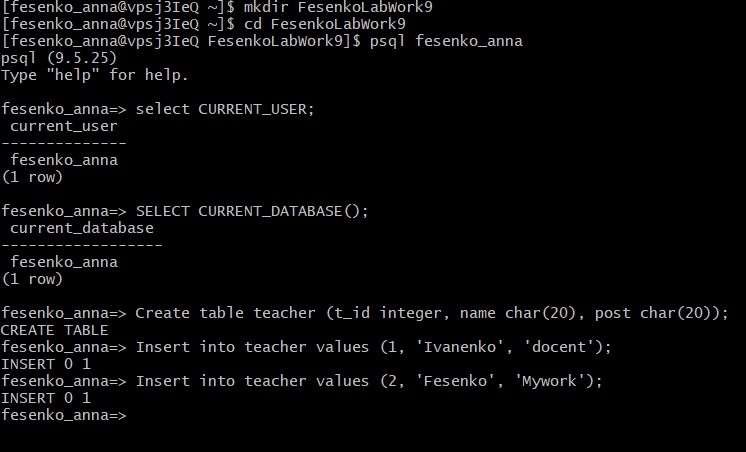 [fesenko_anna@vpsj3IeQ ~]$ mkdir FesenkoLabWork9
[fesenko_anna@vpsj3IeQ ~]$ cd FesenkoLabWork9
[fesenko_anna@vpsj3IeQ FesenkoLabWork9]$ psql fesenko_anna
psql (9.5.25)
Type "help" for help.

fesenko_anna=> select CURRENT_USER;
 current_user
--------------
 fesenko_anna
(1 row)

fesenko_anna=> SELECT CURRENT_DATABASE();
 current_database
------------------
 fesenko_anna
(1 row)

fesenko_anna=> Create table teacher (t_id integer, name char(20), post char(20));
CREATE TABLE
fesenko_anna=> Insert into teacher values (1, 'Ivanenko', 'docent');
INSERT 0 1
fesenko_anna=> Insert into teacher values (2, 'Fesenko', 'Mywork');
INSERT 0 1
fesenko_anna=>